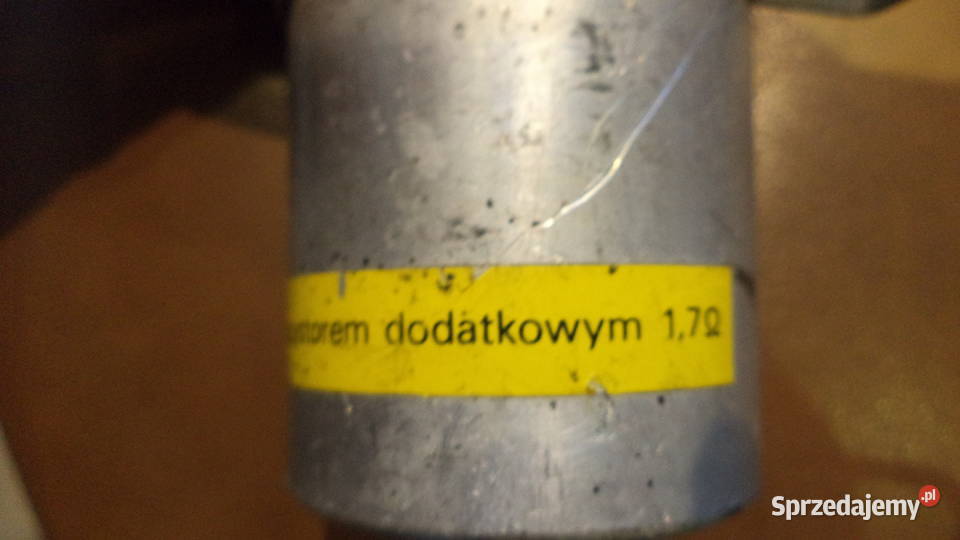 dodatkowym 1,7Ω
Sprzedajemy.pl